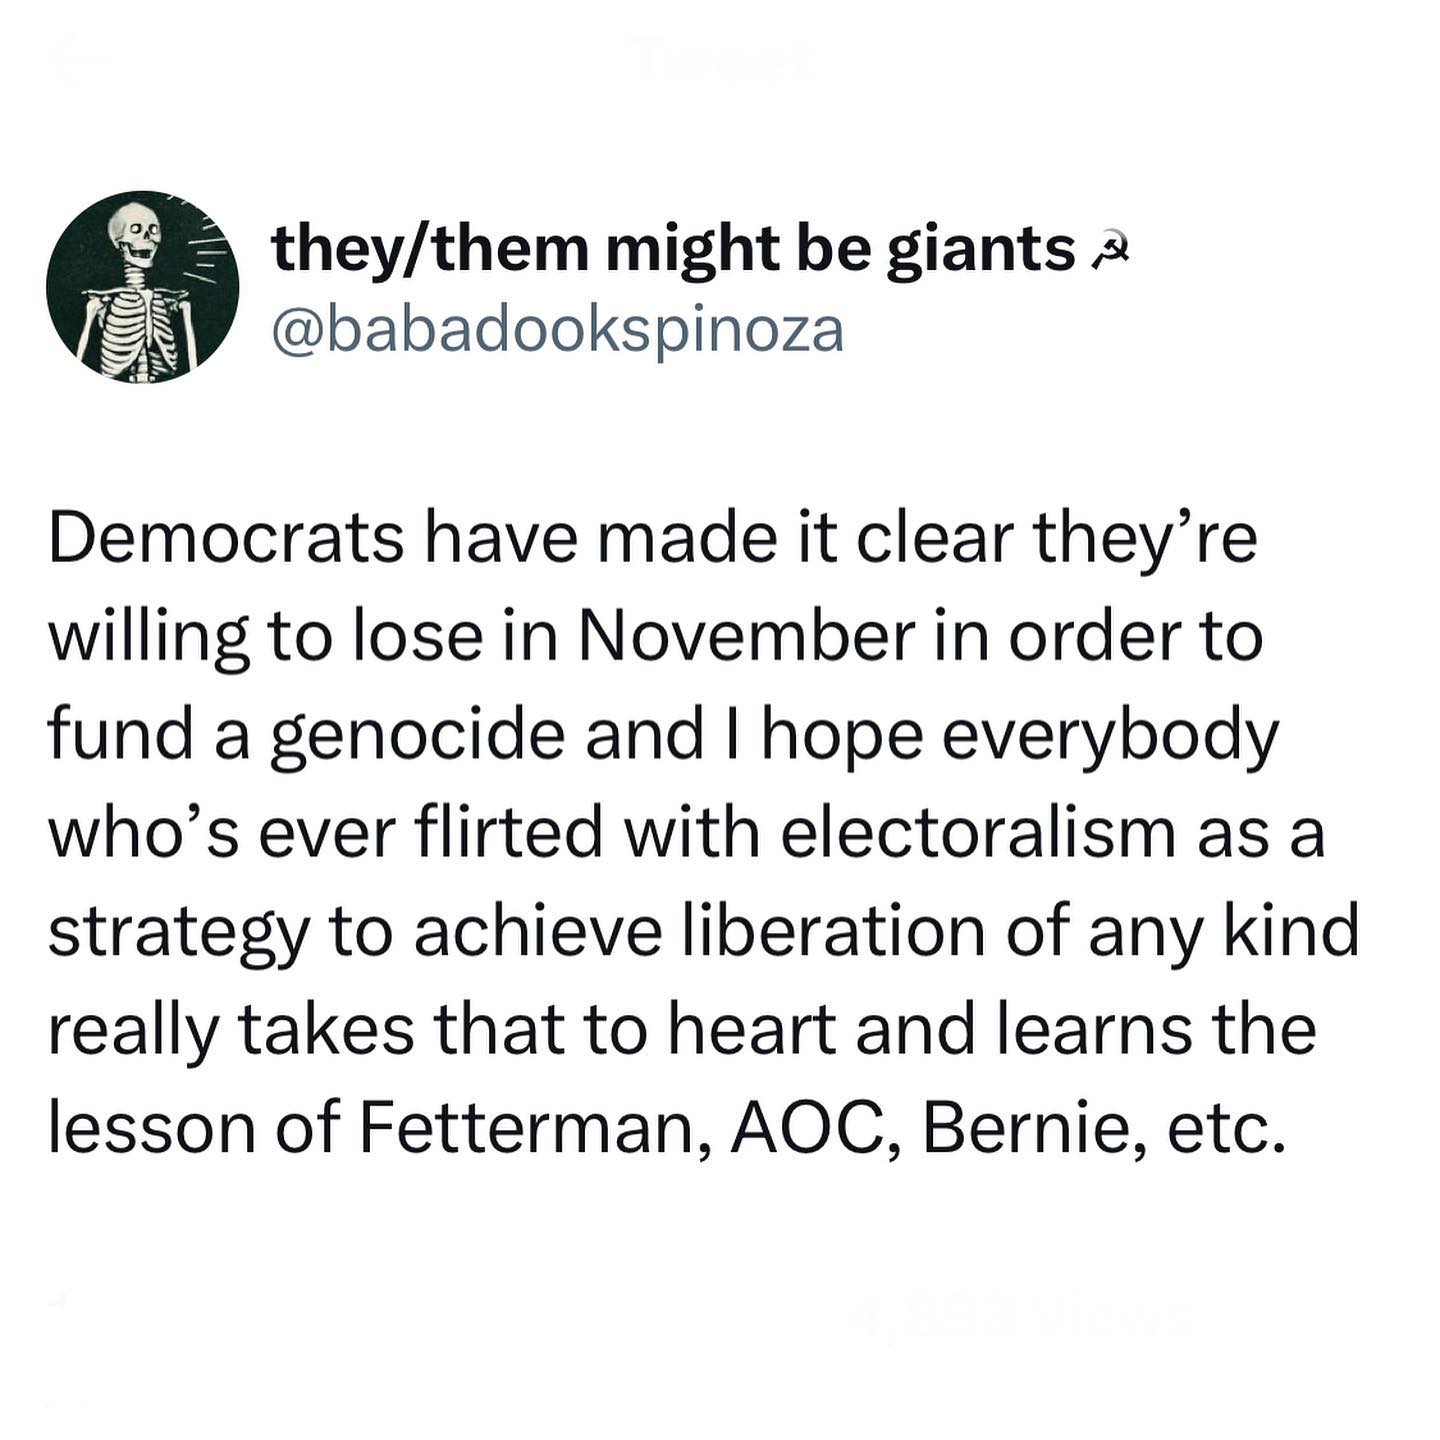 they/them might be giants ☭
@babadookspinoza
Democrats have made it clear they’re
willing to lose in November in order to
fund a genocide and I hope everybody
who’s ever flirted with electoralism as a
strategy to achieve liberation of any kind
really takes that to heart and learns the
lesson of Fetterman, AOC, Bernie, etc.